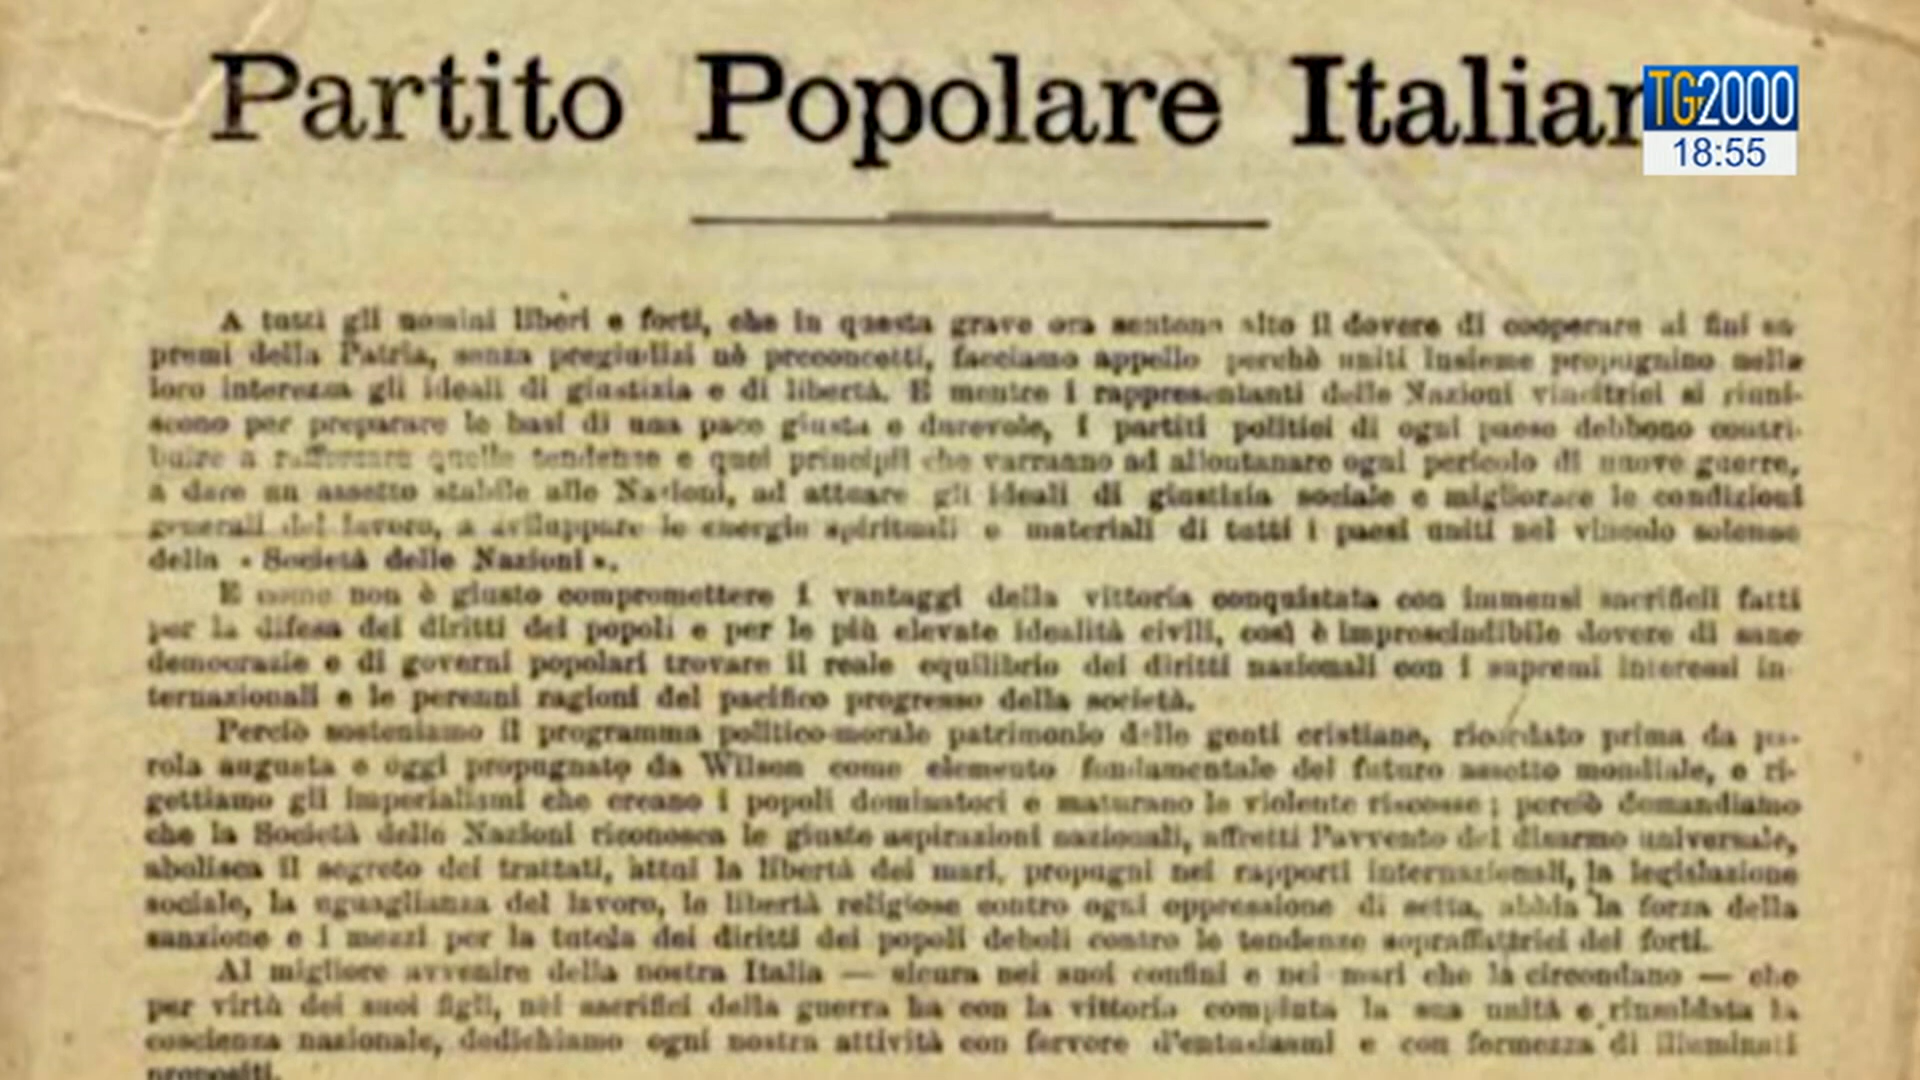 Partito Popolare Italian
TG2000
18:55
A tutti gli uomini liberi e forti, che in questa grave ora sentono alto il dovere di cooperare ai fini su-
premi della Patria, senza pregiudizi nè preconcetti, facciamo appello perchè uniti insieme propugnino nella
loro interezza gli ideali di giustizia e di libertà. E mentre i rappresentanti delle Nazioni vincitrici si riuni-
scono per preparare le basi di una pace giusta e durevole, i partiti politici di ogni paese debbono contri-
buire a rafforzare quelle tendenze e quei principii che varranno ad allontanare ogni pericolo di nuove guerre,
a dare un assetto stabile alle Nazioni, ad attuare gli ideali di giustizia sociale e migliorare le condizioni
generali del lavoro, a sviluppare le energie spirituali e materiali di tutti i paesi uniti nel vincolo solenne
della « Società delle Nazioni ».
E come non è giusto compromettere i vantaggi della vittoria conquistata con immensi sacrifici fatti
per la difesa dei diritti dei popoli e per le più elevate idealità civili, così è imprescindibile dovere di sane
democrazie e di governi popolari trovare il reale equilibrio dei diritti nazionali con i supremi interessi in-
ternazionali e le perenni ragioni del pacifico progresso della società.
Perciò sosteniamo il programma politico-morale patrimonio delle genti cristiane, ricordato prima da pa-
rola augusta e oggi propugnato da Wilson come elemento fondamentale del futuro assetto mondiale, e ri-
gettiamo gli imperialismi che creano i popoli dominatori e maturano le violente riscosse; perciò domandiamo
che la Società delle Nazioni riconosca le giuste aspirazioni nazionali, affretti l'avvento del disarmo universale,
abolisca il segreto dei trattati, attui la libertà dei mari, propugni nei rapporti internazionali, la legislazione
sociale, la uguaglianza del lavoro, le libertà religiose contro ogni oppressione di setta, abbia la forza della
sanzione e i mezzi per la tutela dei diritti dei popoli deboli contro le tendenze sopraffattrici dei forti.
Al migliore avvenire della nostra Italia — sicura nei suoi confini e nei mari che la circondano — che
per virtù dei suoi figli, nei sacrifici della guerra ha con la vittoria compiuta la sua unità e rinsaldata la
coscienza nazionale, dedichiamo ogni nostra attività con fervore d'entusiasmi e con fermezza di illuminati
propositi.